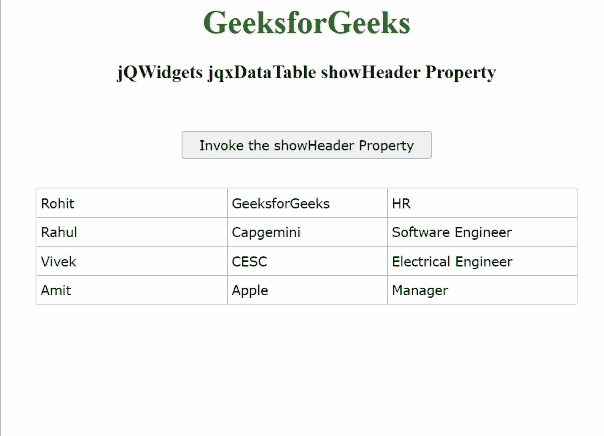 GeeksforGeeks
jQWidgets jqxDataTable showHeader Property
Invoke the showHeader Property
Rohit GeeksforGeeks HR
Rahul Capgemini Software Engineer
Vivek CESC Electrical Engineer
Amit Apple Manager